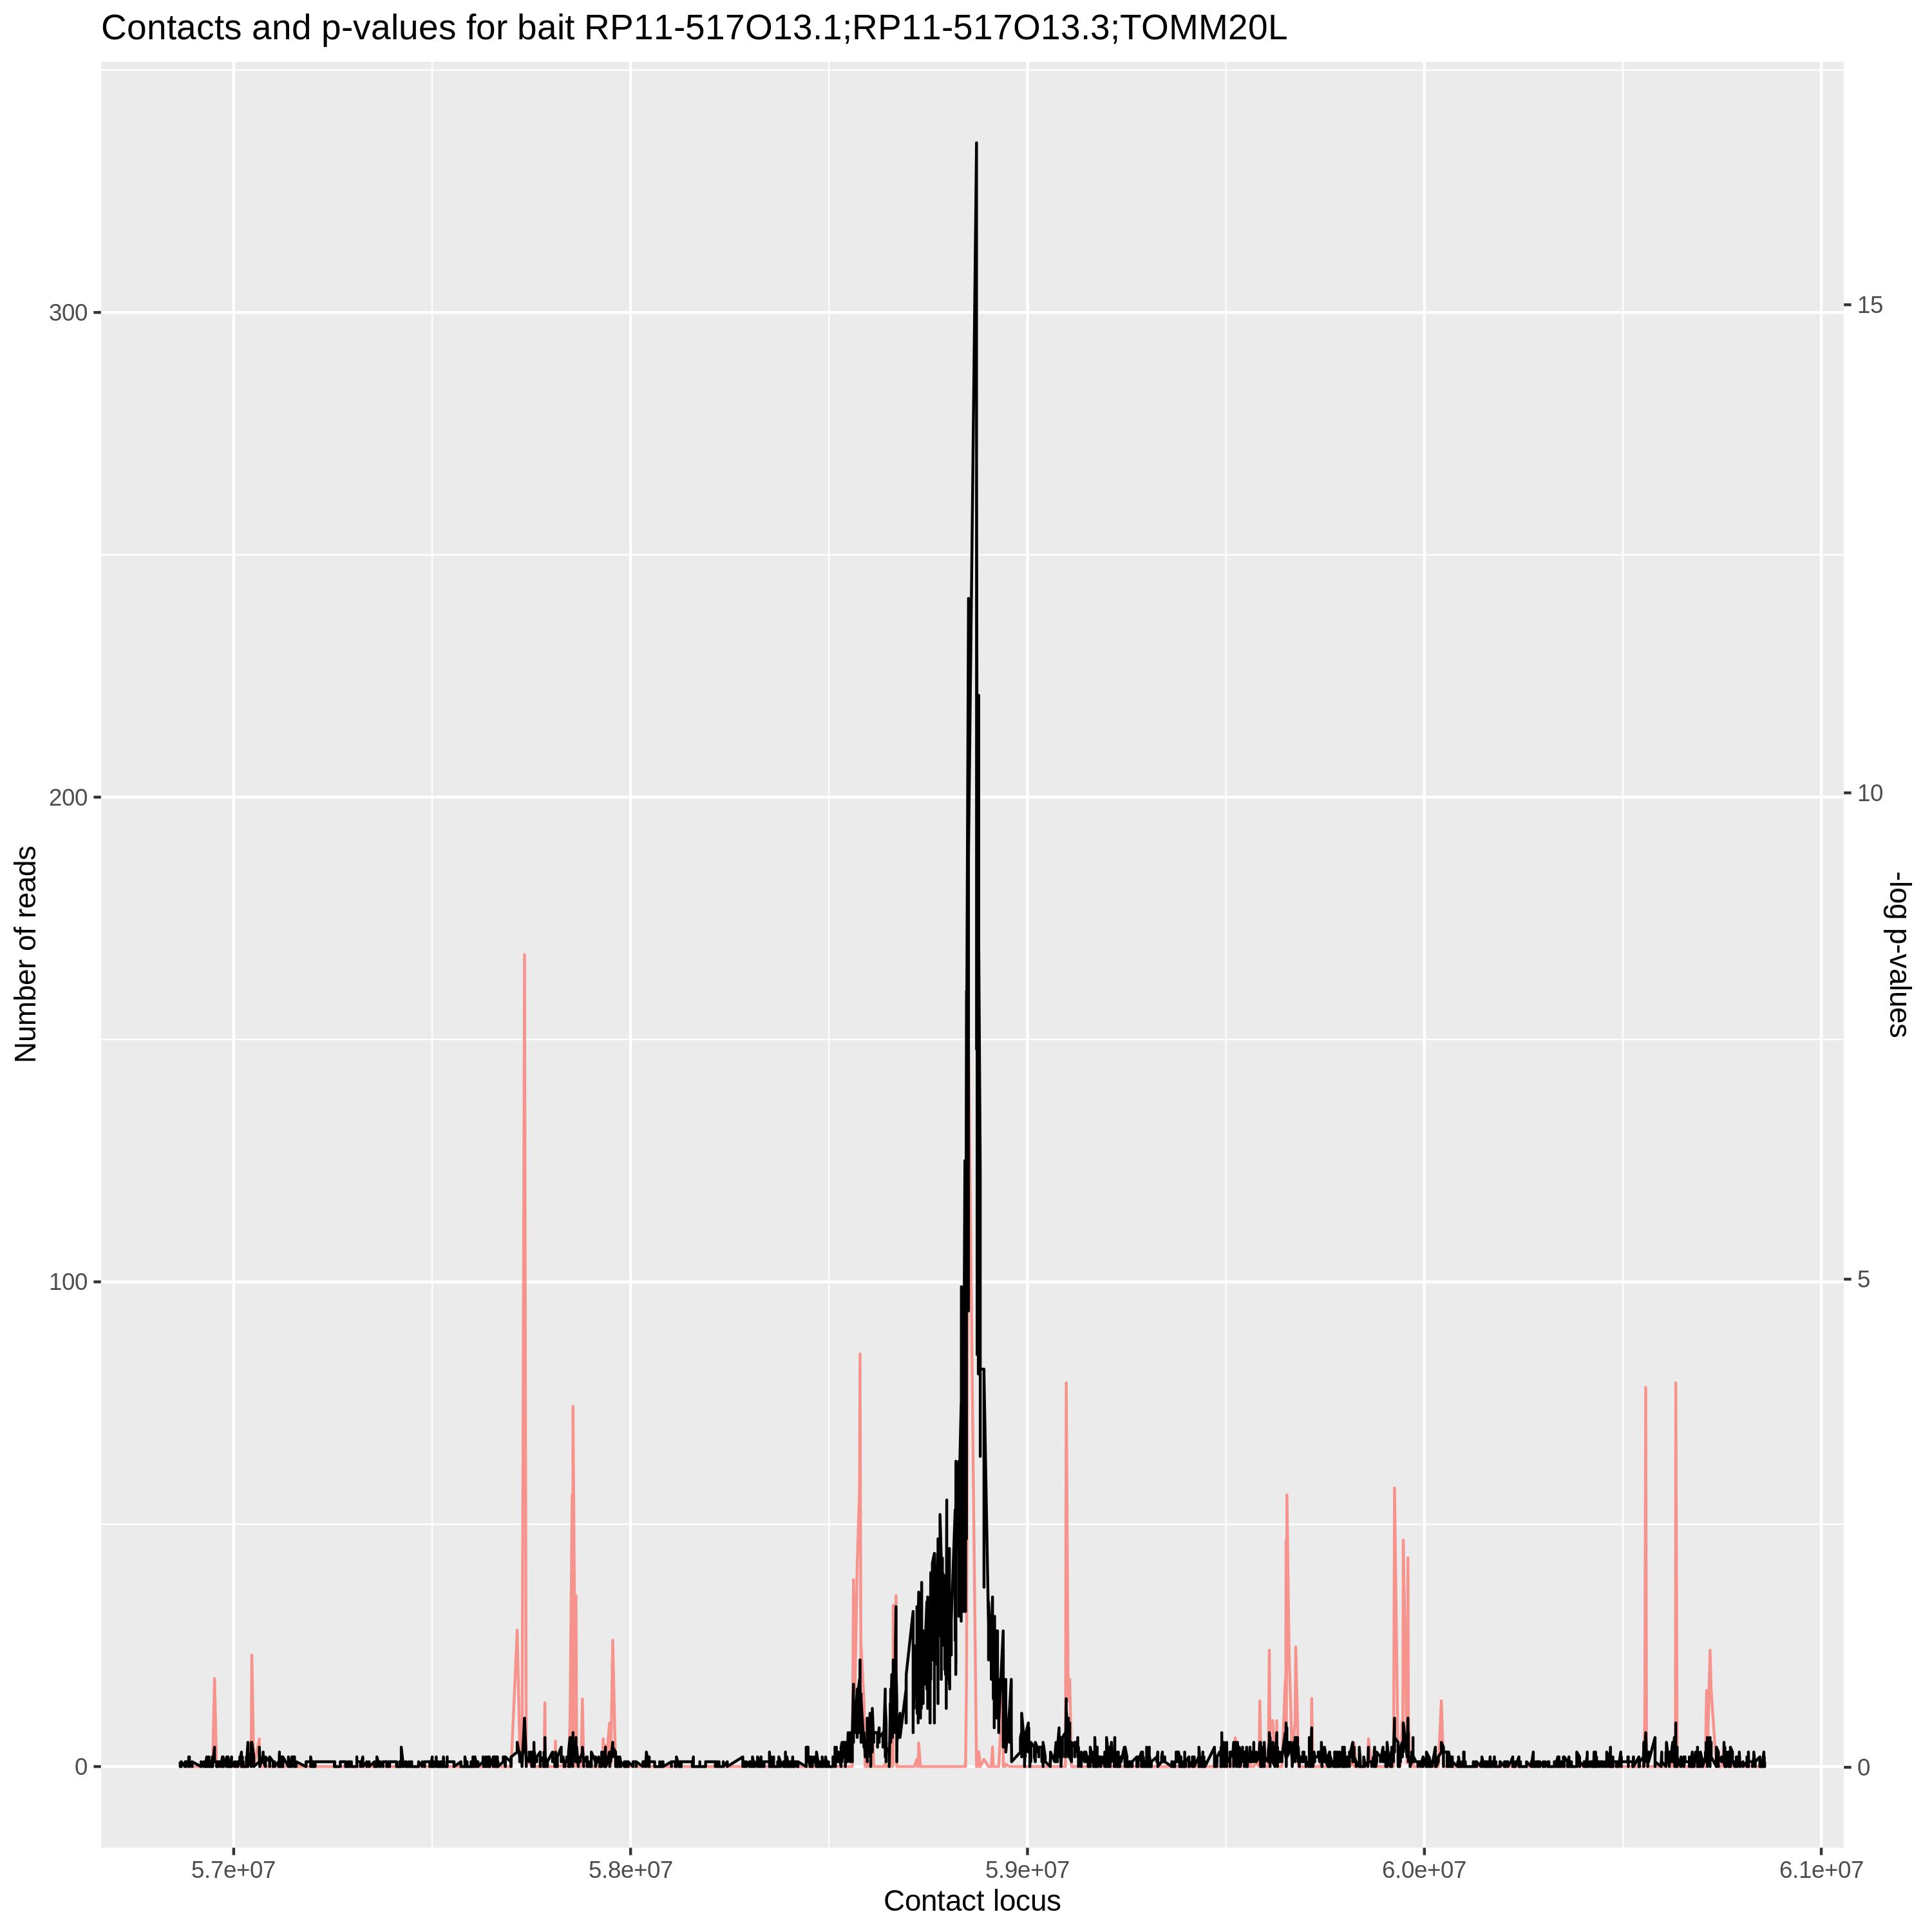 Contacts and p-values for bait RP11-517O13.1;RP11-517O13.3;TOMM20L
300
200
100
0
Number of reads
15
10
5
0
-log p-values
5.7e+07 5.8e+07 5.9e+07 6.0e+07 6.1e+07
Contact locus